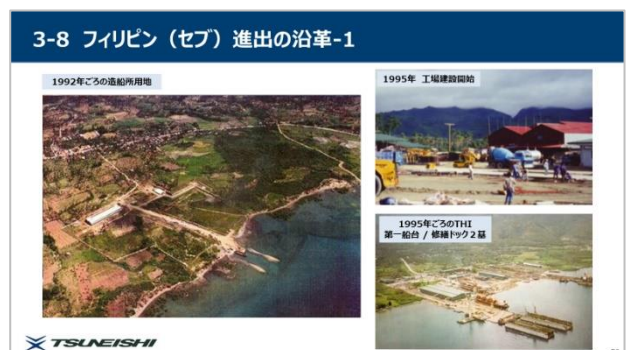 3-8 フィリピン（セブ）進出の沿革-1
1992年ごろの造船所用地
1995年 工場建設開始
1995年ごろのTHI
第一船台 / 修繕ドック２基
TSUNEISHI